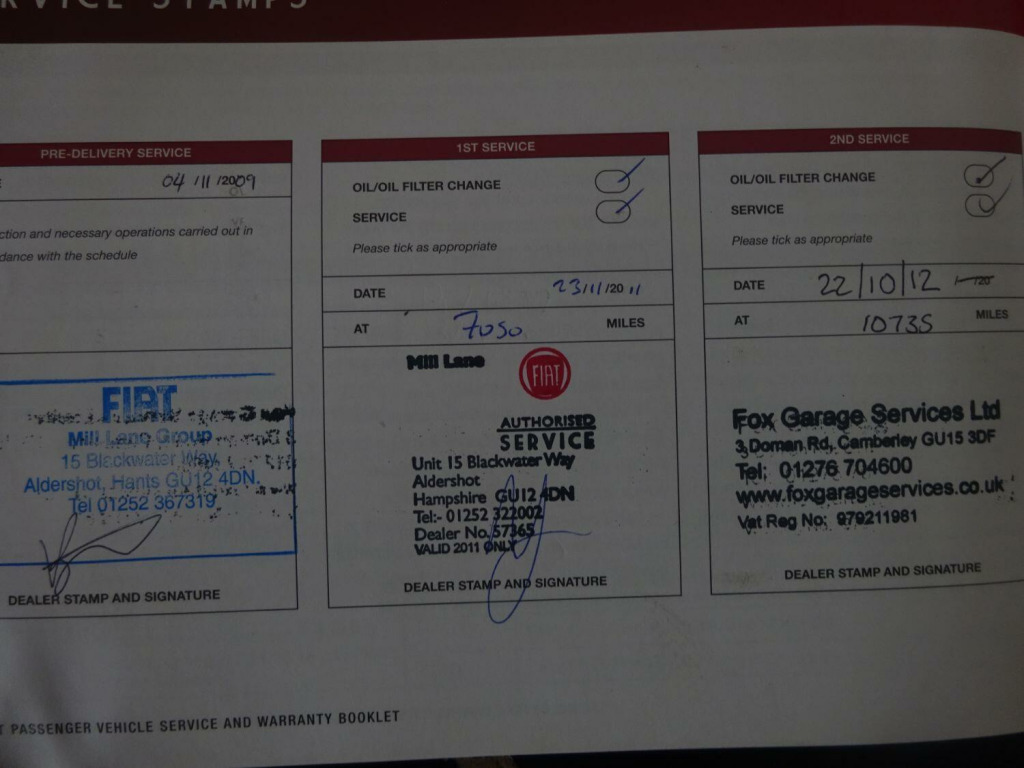 RVICE STAMPS
PRE-DELIVERY SERVICE
04/11/2009
ction and necessary operations carried out in
dance with the schedule
FIAT
Mill Lane Group
15 Blackwater Way,
Aldershot, Hants GU12 4DN.
Tel 01252 367319
DEALER STAMP AND SIGNATURE
1ST SERVICE
OIL/OIL FILTER CHANGE
SERVICE
Please tick as appropriate
DATE 23/11/2011
AT 7050 MILES
Mill Lane
FIAT
AUTHORISED
SERVICE
Unit 15 Blackwater Way
Aldershot
Hampshire GU12 4DN
Tel:- 01252 322002
Dealer No. 57365
VALID 2011 ONLY
DEALER STAMP AND SIGNATURE
2ND SERVICE
OIL/OIL FILTER CHANGE
SERVICE
Please tick as appropriate
DATE 22/10/12 /20
AT 10735 MILES
Fox Garage Services Ltd
3, Doman Rd, Camberley GU15 3DF
Tel: 01276 704600
www.foxgarageservices.co.uk
Vat Reg No: 979211981
DEALER STAMP AND SIGNATURE
T PASSENGER VEHICLE SERVICE AND WARRANTY BOOKLET